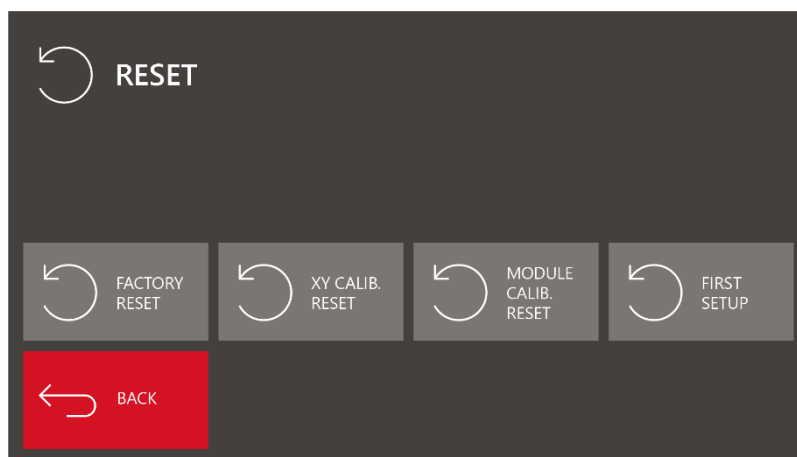 RESET
FACTORY
RESET
XY CALIB.
RESET
MODULE
CALIB.
RESET
FIRST
SETUP
BACK